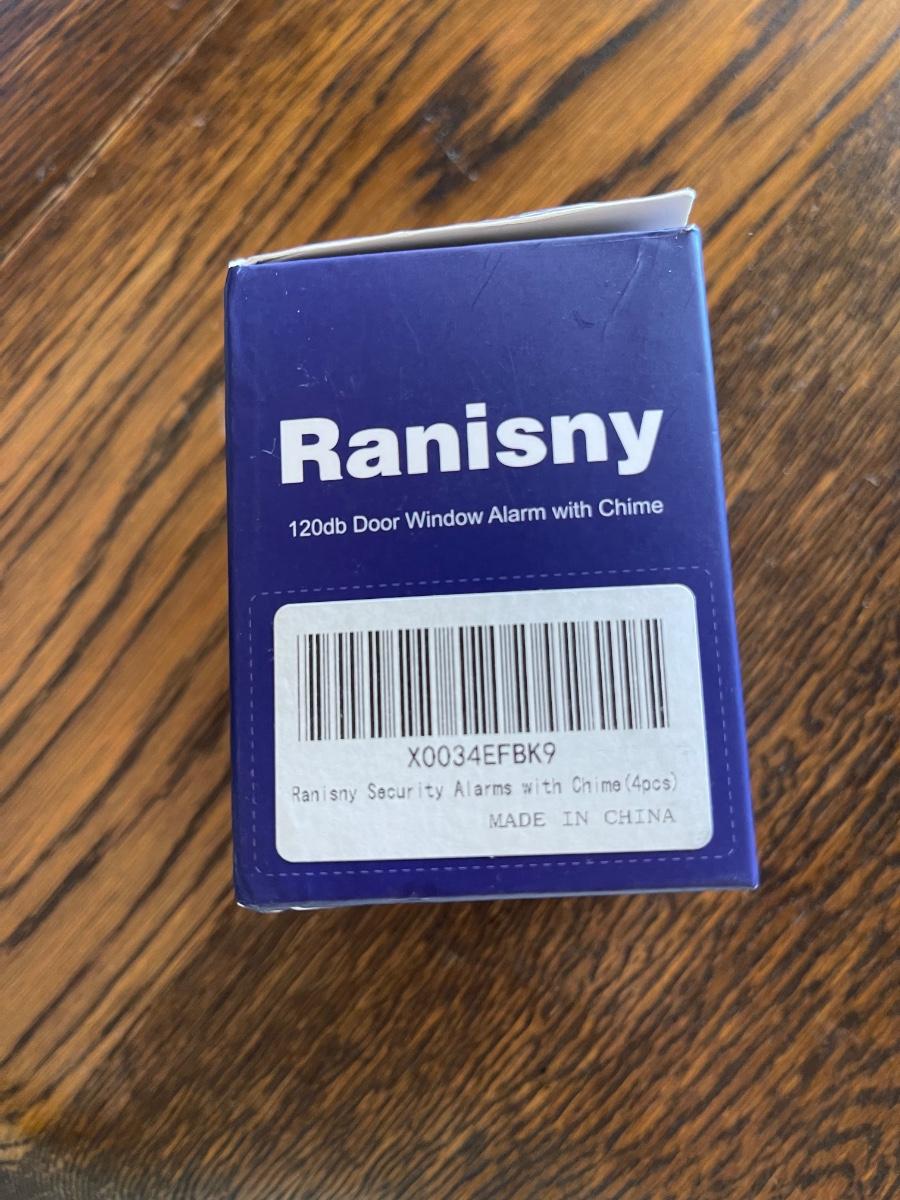 Ranisny
120db Door Window Alarm with Chime
X0034EFBK9
Ranisny Security Alarms with Chime(4pcs)
MADE IN CHINA